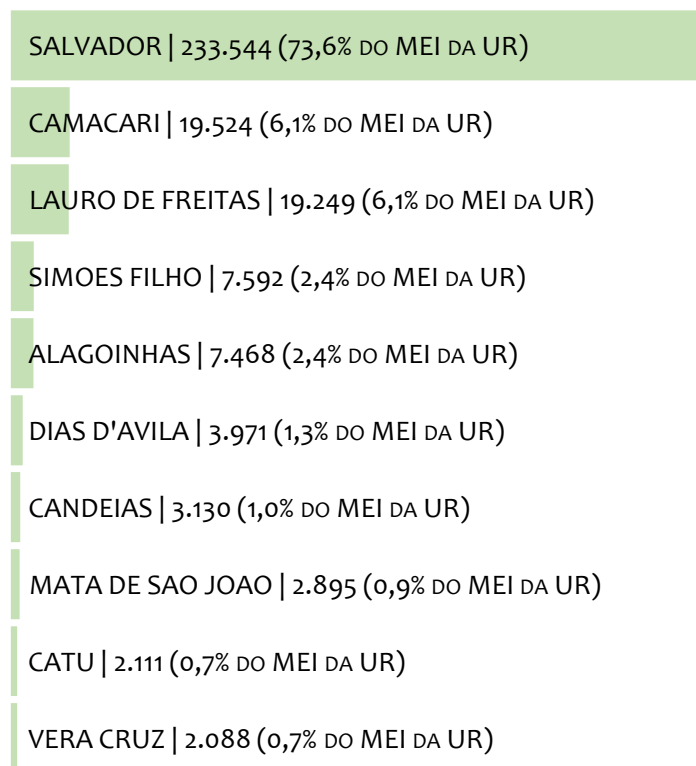 SALVADOR | 233.544 (73,6% DO MEI DA UR)
CAMACARI | 19.524 (6,1% DO MEI DA UR)
LAURO DE FREITAS | 19.249 (6,1% DO MEI DA UR)
SIMOES FILHO | 7.592 (2,4% DO MEI DA UR)
ALAGOINHAS | 7.468 (2,4% DO MEI DA UR)
DIAS D'AVILA | 3.971 (1,3% DO MEI DA UR)
CANDEIAS | 3.130 (1,0% DO MEI DA UR)
MATA DE SAO JOAO | 2.895 (0,9% DO MEI DA UR)
CATU | 2.111 (0,7% DO MEI DA UR)
VERA CRUZ | 2.088 (0,7% DO MEI DA UR)